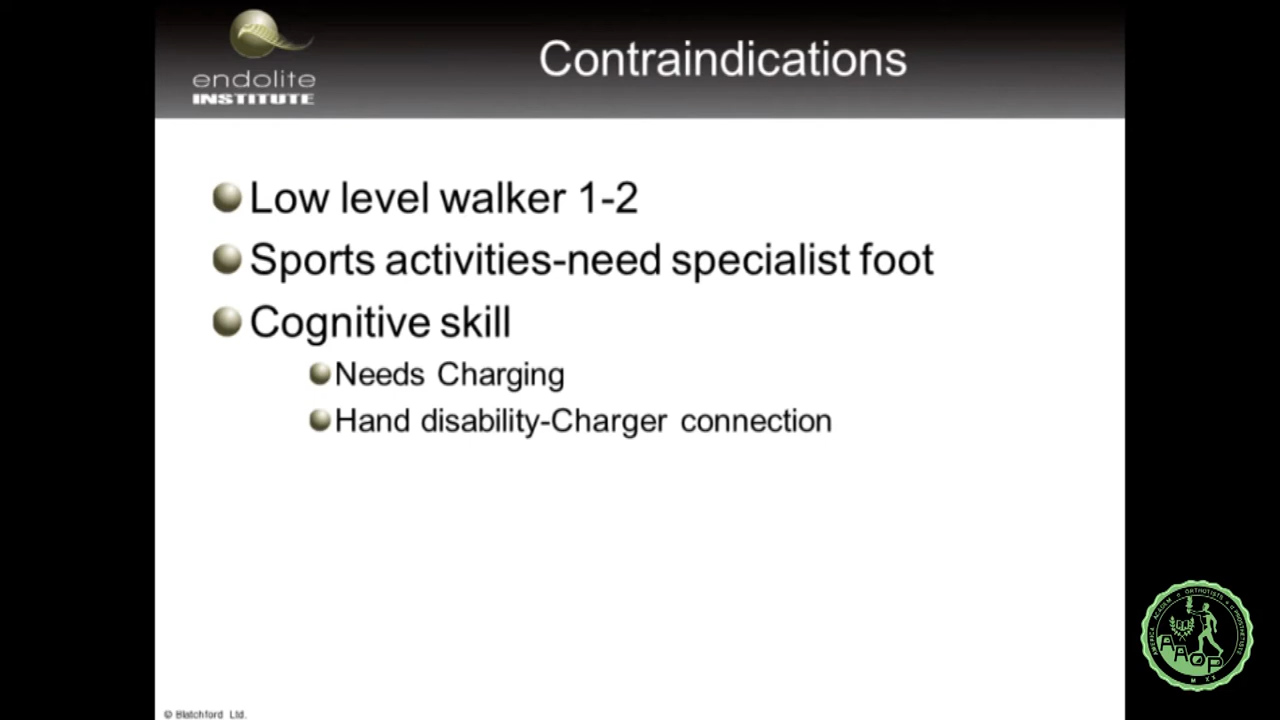 endolite
INSTITUTE
Contraindications
Low level walker 1-2
Sports activities-need specialist foot
Cognitive skill
Needs Charging
Hand disability-Charger connection
© Blatchford Ltd.
AAOP